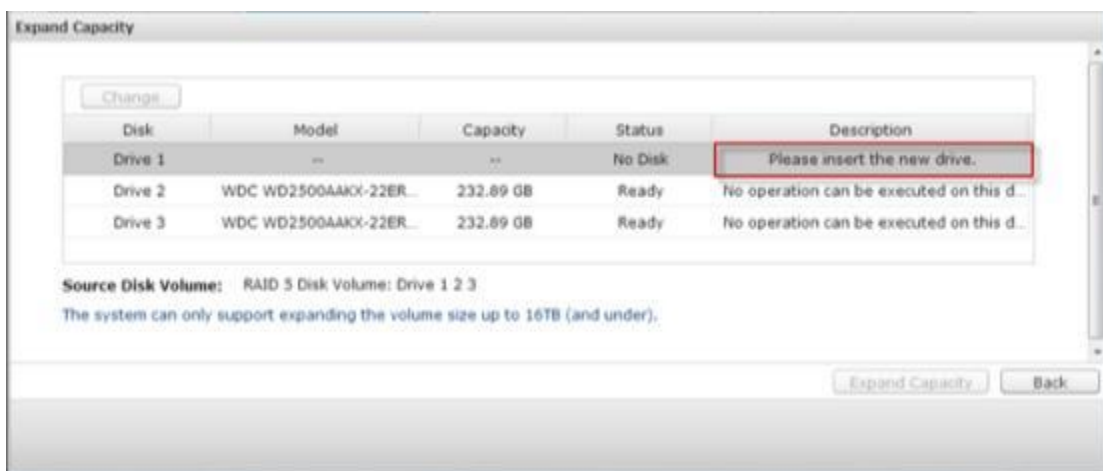 Expand Capacity
Change
Disk Model Capacity Status Description
Drive 1 -- -- No Disk Please insert the new drive.
Drive 2 WDC WD2500AAKX-22ER... 232.89 GB Ready No operation can be executed on this d...
Drive 3 WDC WD2500AAKX-22ER... 232.89 GB Ready No operation can be executed on this d...
Source Disk Volume: RAID 5 Disk Volume: Drive 1 2 3
The system can only support expanding the volume size up to 16TB (and under).
Expand Capacity Back